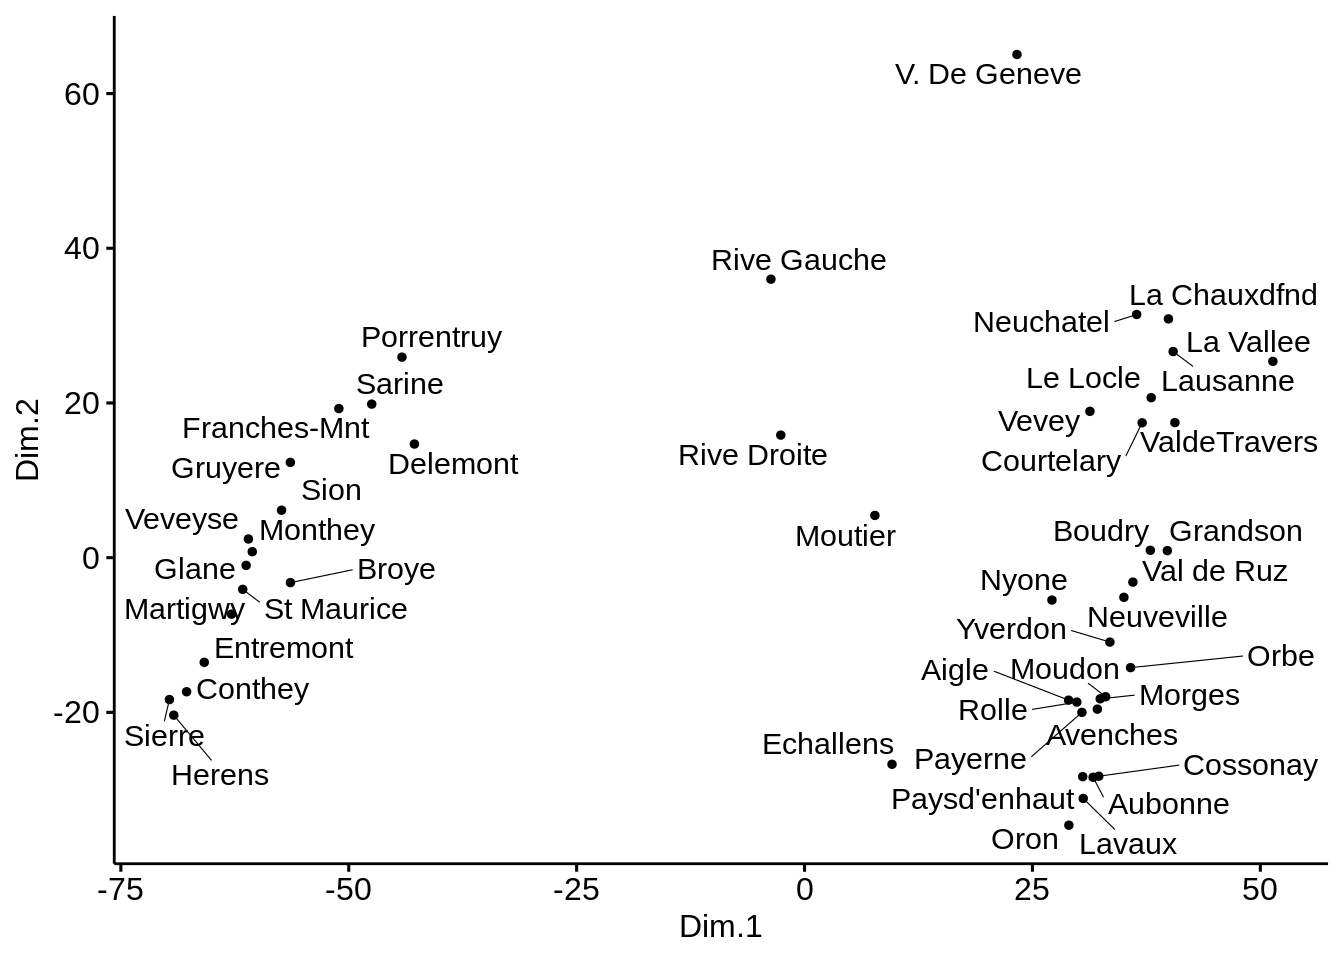 V. De Geneve
60
40
Rive Gauche
La Chauxdfnd
Neuchatel
Porrentruy
La Vallee
Sarine
Le Locle
Lausanne
20
Franches-Mnt
Vevey
ValdeTravers
Gruyere
Delemont
Rive Droite
Courtelary
Dim.2
Sion
Veveyse
Monthey
Moutier
Boudry
Grandson
0
Glane
Broye
Nyone
Val de Ruz
Martigwy
St Maurice
Neuveville
Yverdon
Entremont
Orbe
Aigle
Moudon
Conthey
Morges
-20
Rolle
Sierre
Avenches
Echallens
Payerne
Herens
Cossonay
Paysd'enhaut
Aubonne
Oron
Lavaux
-75
-50
-25
0
25
50
Dim.1